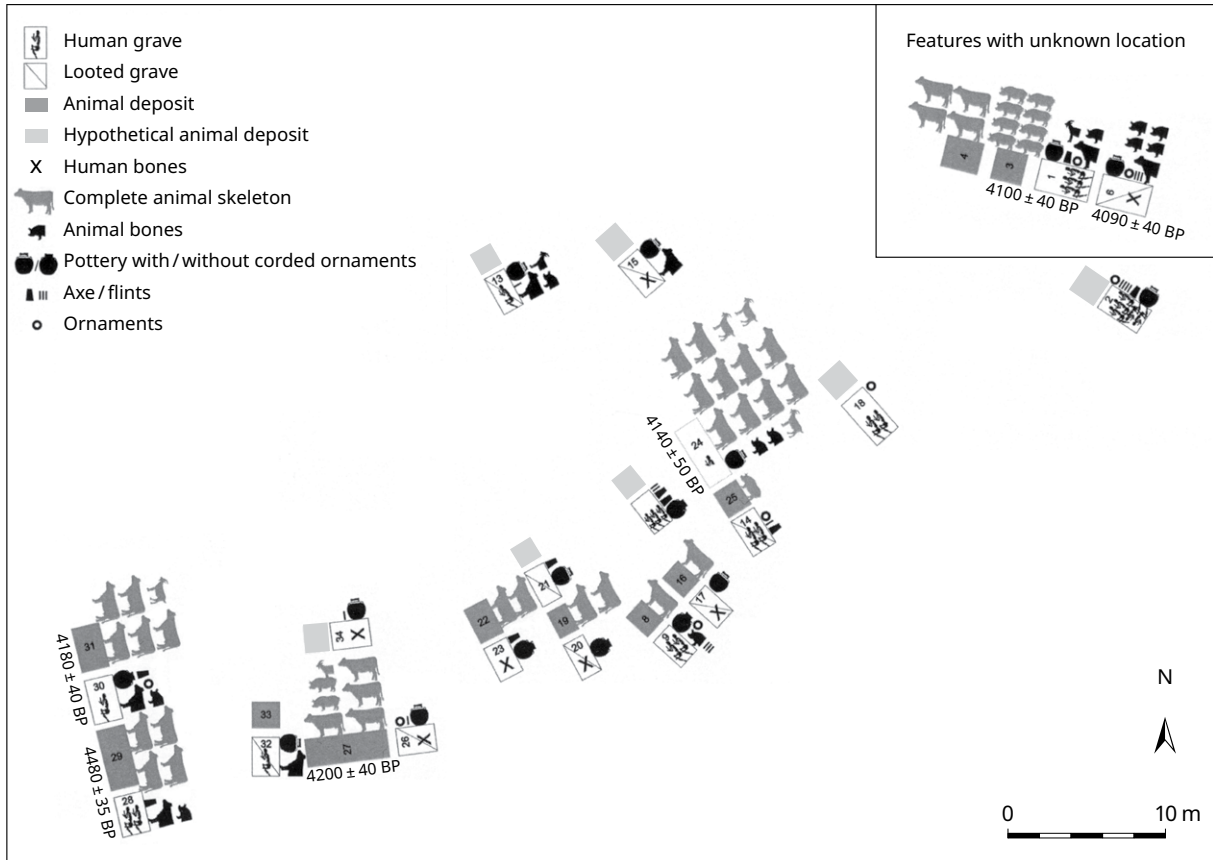 Human grave
Looted grave
Animal deposit
Hypothetical animal deposit
Human bones
Complete animal skeleton
Animal bones
Pottery with / without corded ornaments
Axe / flints
Ornaments
Features with unknown location
4
3
1
6
4100 ± 40 BP
4090 ± 40 BP
13
15
2
18
24
4140 ± 50 BP
25
14
21
22
19
16
8
17
9
23
20
31
4180 ± 40 BP
30
29
4480 ± 35 BP
28
34
33
32
27
26
4200 ± 40 BP
N
0 10 m